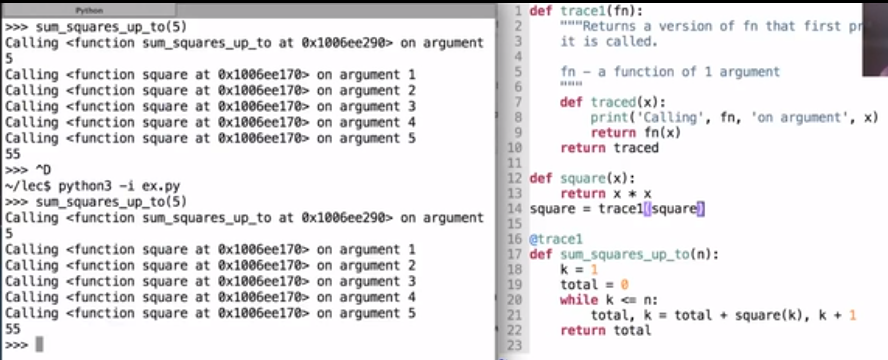 Python
>>> sum_squares_up_to(5)
Calling <function sum_squares_up_to at 0x1006ee290> on argument
5
Calling <function square at 0x1006ee170> on argument 1
Calling <function square at 0x1006ee170> on argument 2
Calling <function square at 0x1006ee170> on argument 3
Calling <function square at 0x1006ee170> on argument 4
Calling <function square at 0x1006ee170> on argument 5
55
>>> ^D
~/lec$ python3 -i ex.py
>>> sum_squares_up_to(5)
Calling <function sum_squares_up_to at 0x1006ee290> on argument
5
Calling <function square at 0x1006ee170> on argument 1
Calling <function square at 0x1006ee170> on argument 2
Calling <function square at 0x1006ee170> on argument 3
Calling <function square at 0x1006ee170> on argument 4
Calling <function square at 0x1006ee170> on argument 5
55
>>>
1 def trace1(fn):
2     """Returns a version of fn that first pr
3     it is called.
4
5     fn - a function of 1 argument
6     """
7     def traced(x):
8         print('Calling', fn, 'on argument', x)
9         return fn(x)
10     return traced
11
12 def square(x):
13     return x * x
14 square = trace1(square)
15
16 @trace1
17 def sum_squares_up_to(n):
18     k = 1
19     total = 0
20     while k <= n:
21         total, k = total + square(k), k + 1
22     return total
23